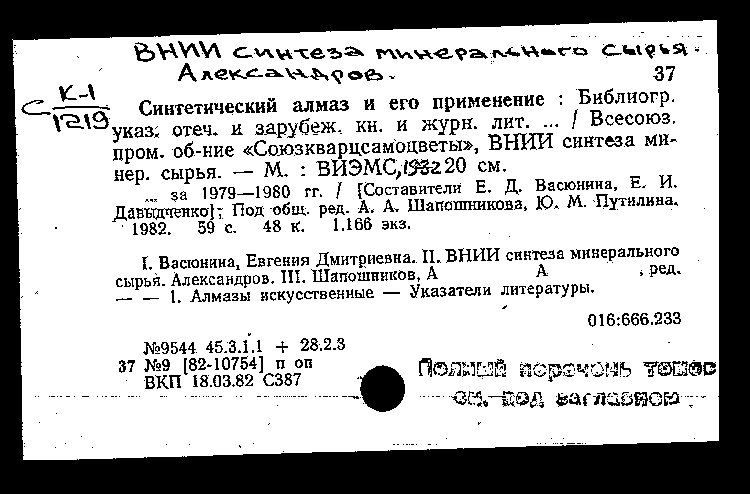 ВНИИ синтеза минерального сырья.
Александров.
37
К-1
С 1219
Синтетический алмаз и его применение : Библиогр.
указ. отеч. и зарубеж. кн. и журн. лит. ... / Всесоюз.
пром. об-ние «Союзкварцсамоцветы», ВНИИ синтеза ми-
нер. сырья. — М. : ВИЭМС, 1982 20 см.
... за 1979—1980 гг. / [Составители Е. Д. Васюнина, Е. И.
Давыдченко]; Под общ. ред. А. А. Шапошникова, Ю. М. Путилина.
1982. 59 с. 48 к. 1.166 экз.
I. Васюнина, Евгения Дмитриевна. II. ВНИИ синтеза минерального
сырья. Александров. III. Шапошников, А А , ред.
— — 1. Алмазы искусственные — Указатели литературы.
016:666.233
№9544 45.3.1.1 + 28.2.3
37 №9 [82-10754] п оп
ВКП 18.03.82 С387
Полный перечень томов
см. под заглавием